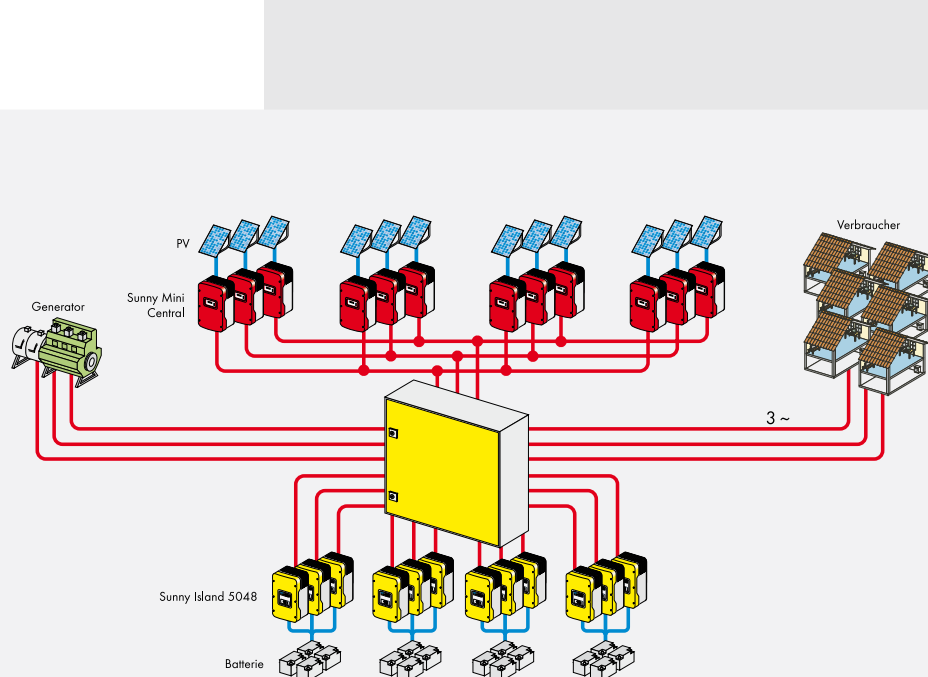 Verbraucher
PV
Sunny Mini
Central
Generator
3 ~
Sunny Island 5048
Batterie